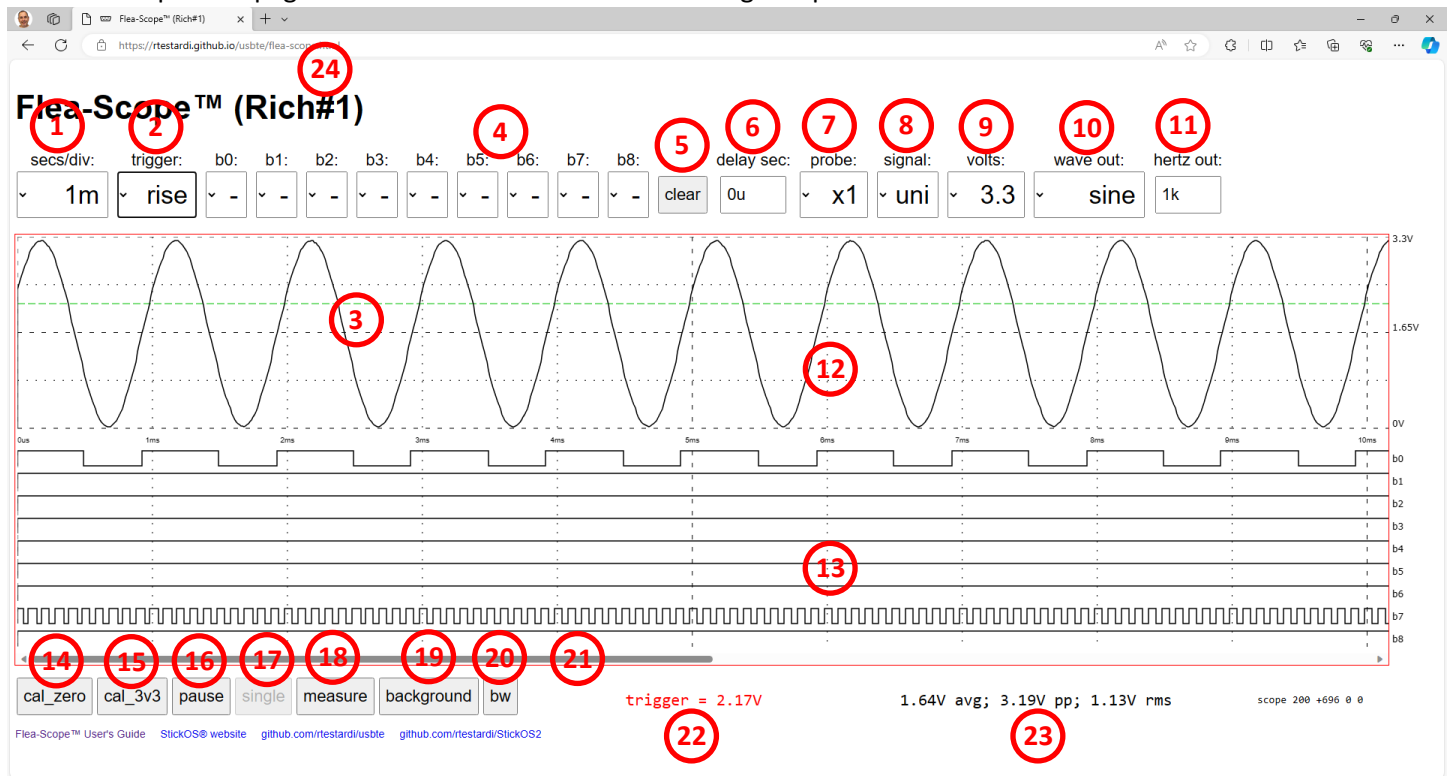 Flea-Scope™ (Rich#1)
https://rtestardi.github.io/usbte/flea-scope.html
24
Flea-Scope™ (Rich#1)
1 2 4 5 6 7 8 9 10 11
secs/div: trigger: b0: b1: b2: b3: b4: b5: b6: b7: b8: delay sec: probe: signal: volts: wave out: hertz out:
1m rise - - - - - - - - - clear 0u x1 uni 3.3 sine 1k
3.3V
3
1.65V
12
0V
0us 1ms 2ms 3ms 4ms 5ms 6ms 7ms 8ms 9ms 10ms
b0
b1
b2
b3
b4
13
b5
b6
b7
b8
14 15 16 17 18 19 20 21
cal_zero cal_3v3 pause single measure background bw trigger = 2.17V 1.64V avg; 3.19V pp; 1.13V rms scope 200 +696 0 0
22 23
Flea-Scope™ User's Guide StickOS® website github.com/rtestardi/usbte github.com/rtestardi/StickOS2